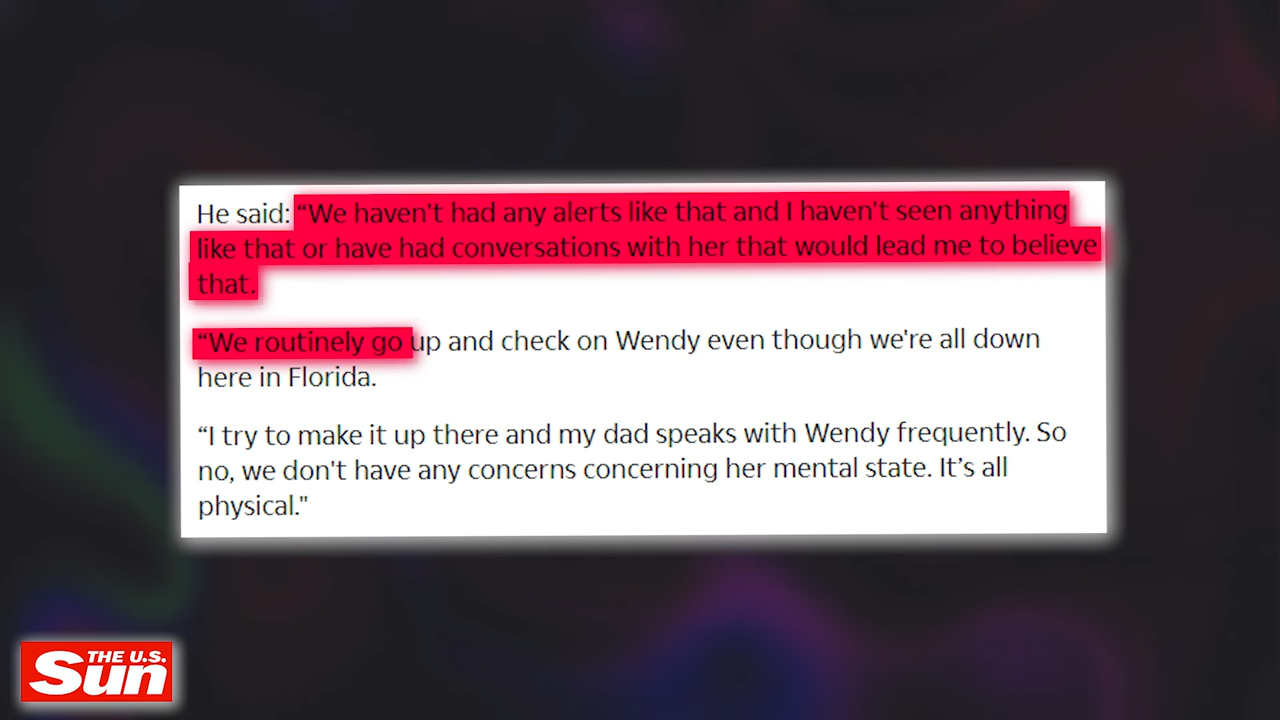 He said: “We haven't had any alerts like that and I haven't seen anything
like that or have had conversations with her that would lead me to believe
that.
“We routinely go up and check on Wendy even though we're all down
here in Florida.
“I try to make it up there and my dad speaks with Wendy frequently. So
no, we don't have any concerns concerning her mental state. It’s all
physical."
THE U.S.
Sun